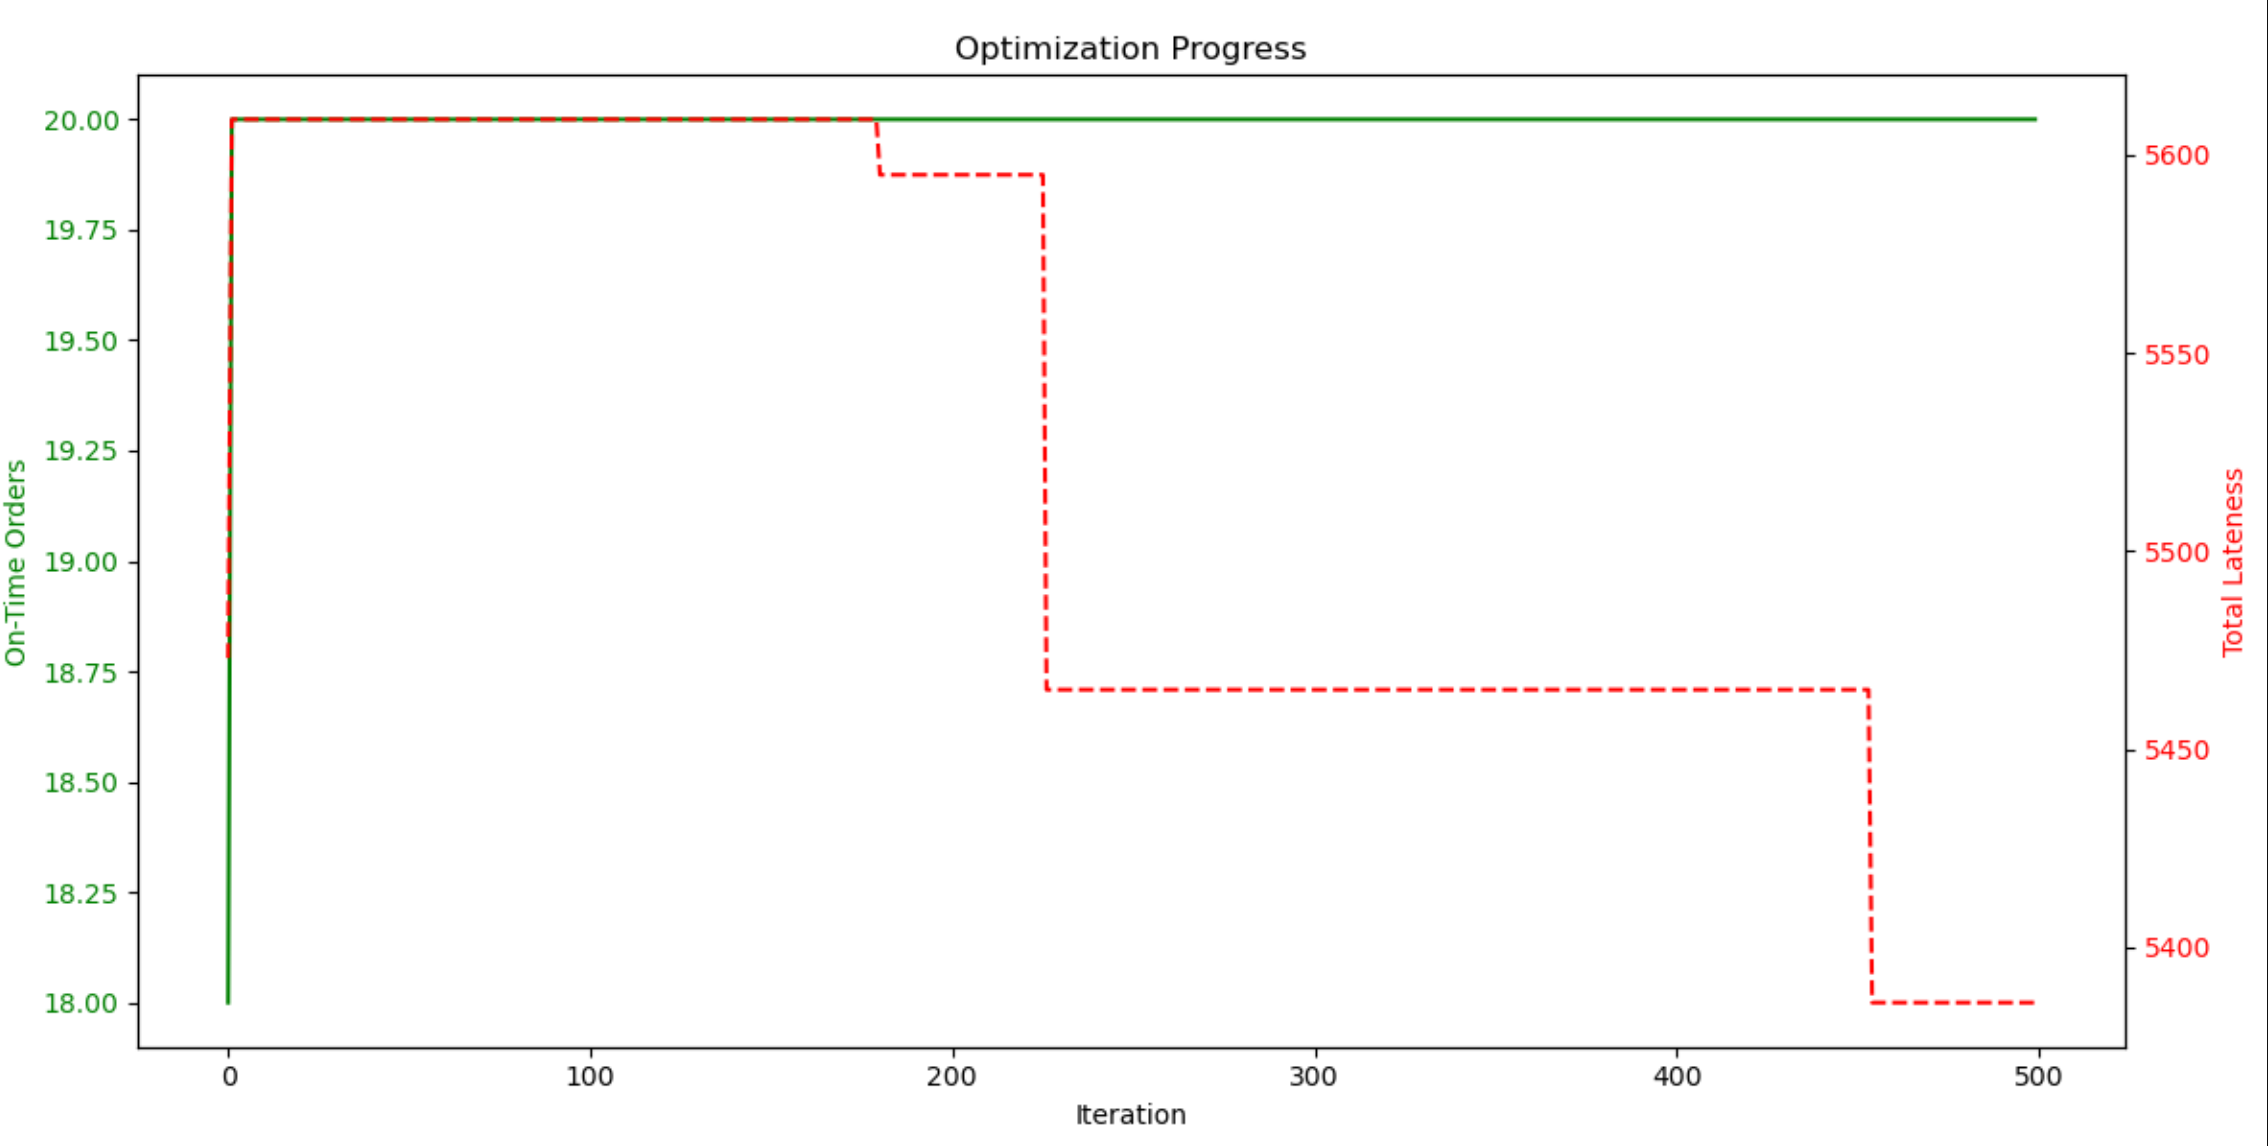 Optimization Progress
On-Time Orders
20.00
19.75
19.50
19.25
19.00
18.75
18.50
18.25
18.00
5600
5550
5500
5450
5400
Total Lateness
0 100 200 300 400 500
Iteration